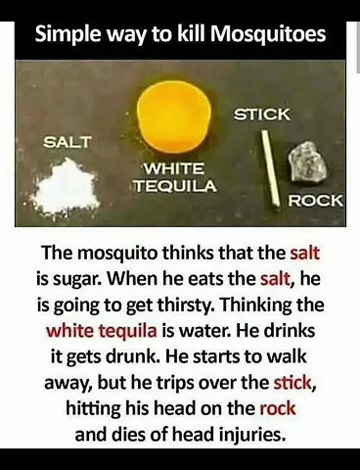 Simple way to kill Mosquitoes
STICK
SALT
WHITE
TEQUILA
ROCK
The mosquito thinks that the salt
is sugar. When he eats the salt, he
is going to get thirsty. Thinking the
white tequila is water. He drinks
it gets drunk. He starts to walk
away, but he trips over the stick,
hitting his head on the rock
and dies of head injuries.